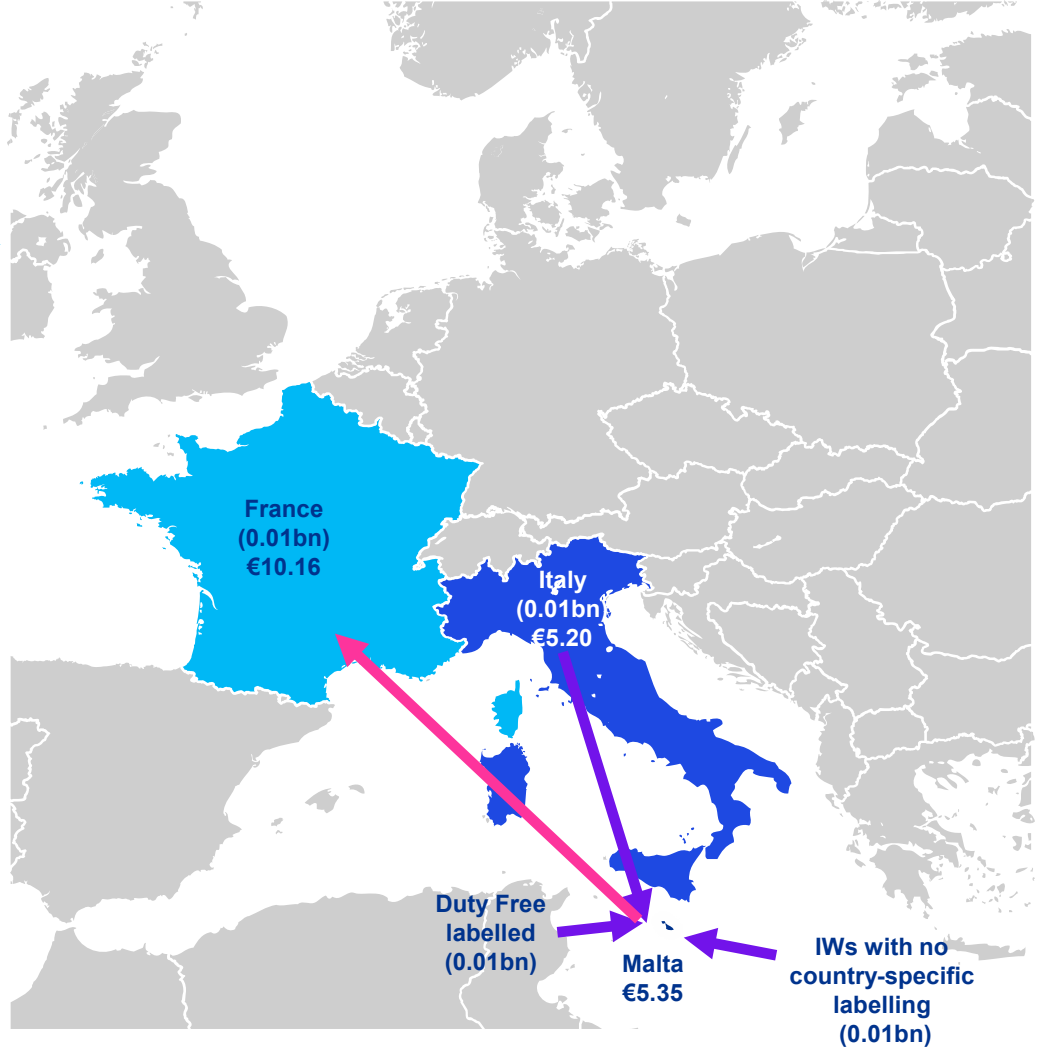 France
(0.01bn)
€10.16
Italy
(0.01bn)
€5.20
Duty Free
labelled
(0.01bn)
Malta
€5.35
IWs with no
country-specific
labelling
(0.01bn)